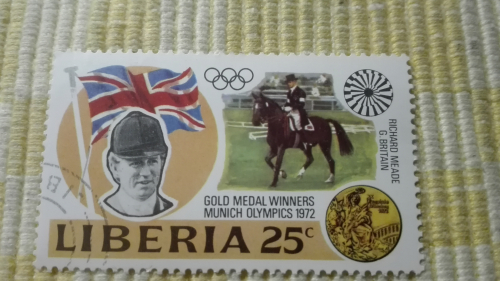 RICHARD MEADE
G. BRITAIN
GOLD MEDAL WINNERS
MUNICH OLYMPICS 1972
LIBERIA 25c